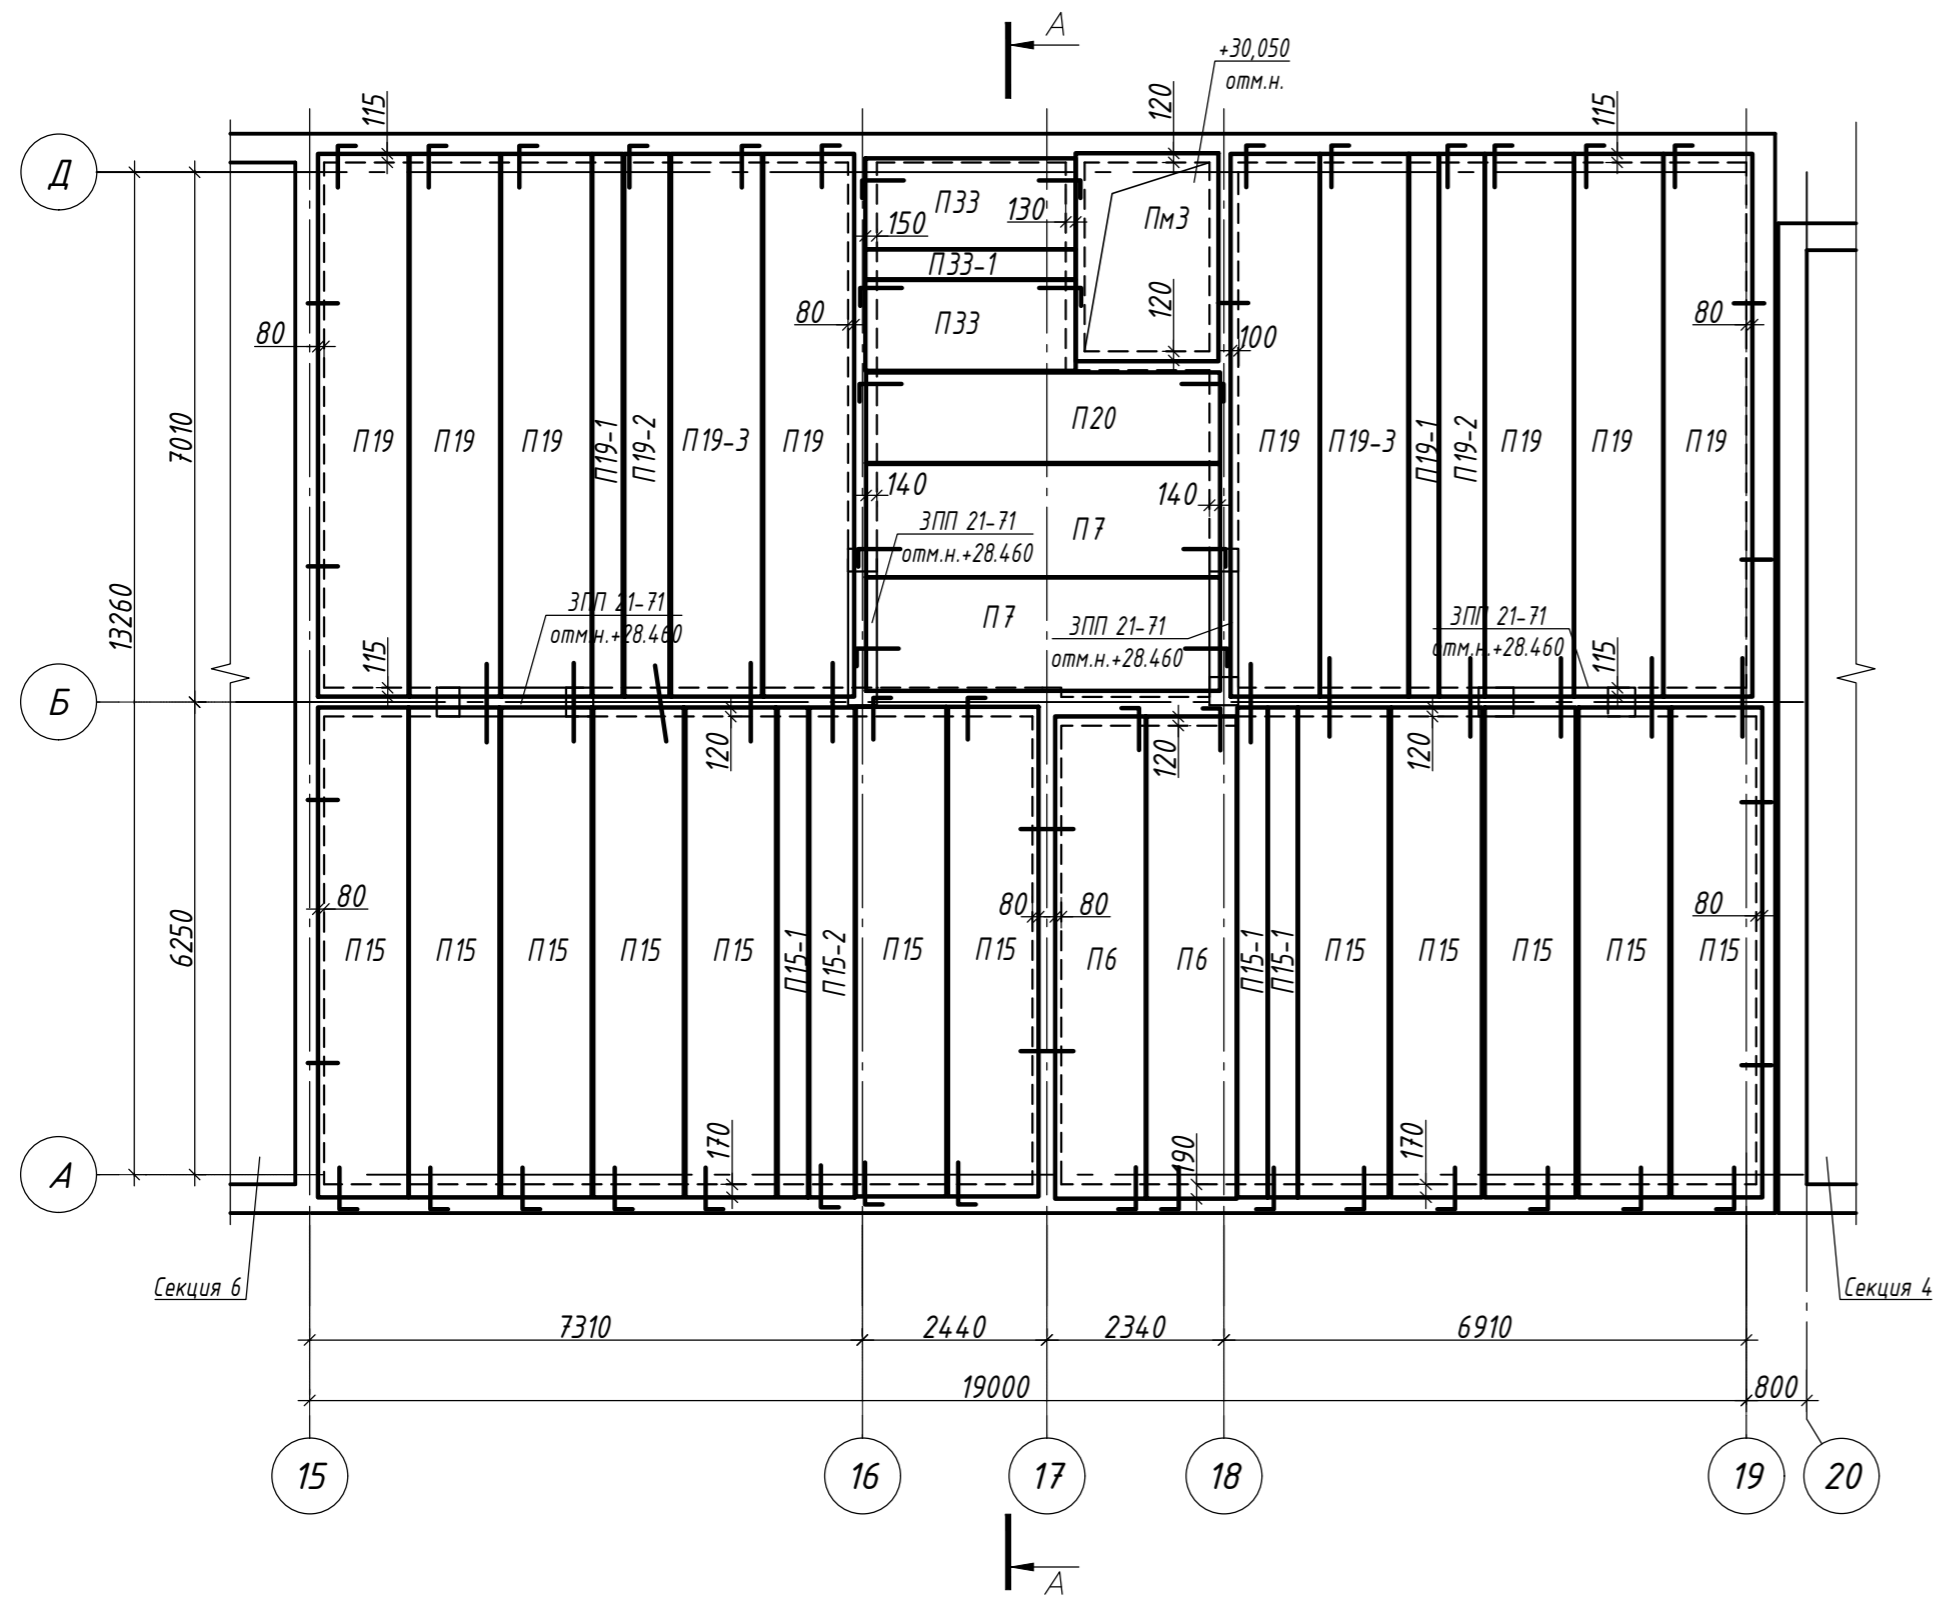 А
+30,050
отм.н.
115
120
115
Д
П33
130
150
Пм3
П33-1
80
80
П33
120
100
80
7010
П19
П19
П19
П19-1
П19-2
П19-3
П19
П20
П19
П19-3
П19-1
П19-2
П19
П19
П19
140
140
3ПП 21-71
отм.н.+28.460
П7
13260
3ПП 21-71
отм.н.+28.460
П7
3ПП 21-71
отм.н.+28.460
3ПП 21-71
отм.н.+28.460
115
115
Б
120
120
120
80
80
80
80
6250
П15
П15
П15
П15
П15
П15-1
П15-2
П15
П15
П6
П6
П15-1
П15-1
П15
П15
П15
П15
П15
170
190
170
А
Секция 6
Секция 4
7310
2440
2340
6910
19000
800
15
16
17
18
19
20
А